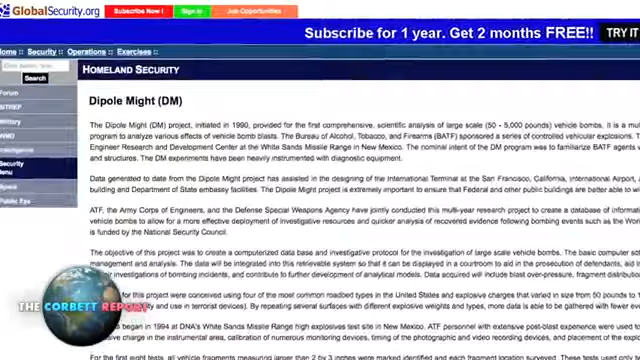 GlobalSecurity.org
Sign In
Job Opportunities
Subscribe for 1 year. Get 2 months FREE!! TRY IT
Home :: Security :: Operations :: Exercises ::
Search
HOMELAND SECURITY
Forum
SITREP
Military
WMD
Intelligence
Security
Menu
Space
Public Eye
Dipole Might (DM)
The Dipole Might (DM) project, initiated in 1990, provided for the first comprehensive, scientific analysis of large scale (50 - 5,000 pounds) vehicle bombs. It is a mu
program to analyze various effects of vehicle bomb blasts. The Bureau of Alcohol, Tobacco, and Firearms (BATF) sponsored a series of controlled vehicular explosions. T
Engineer Research and Development Center at the White Sands Missile Range in New Mexico. The nominal intent of the DM program was to familiarize BATF agents w
and structures. The DM experiments have been heavily instrumented with diagnostic equipment.
Data generated to date from the Dipole Might project has assisted in the designing of the International Terminal at the San Francisco, California, International Airport,
building and Department of State embassy facilities. The Dipole Might project is extremely important to ensure that Federal and other public buildings are better able to wi
ATF, the Army Corps of Engineers, and the Defense Special Weapons Agency have jointly conducted this multi-year research project to create a database of informati
vehicle bombs to allow for a more effective deployment of investigative resources and quicker analysis of recovered evidence following bombing events such as the Worl
is funded by the National Security Council.
The objective of this project was to create a computerized data base and investigative protocol for the investigation of large scale vehicle bombs. The basic computer sof
management and analysis. The data will be integrated into this retrievable system so that it can be displayed in a courtroom to aid in the prosecution of defendants, aid i
investigations of bombing incidents, and contribute to further development of analytical models. Data acquired will include blast over-pressure, fragment distributio
for this project were conceived using four of the most common roadbed types in the United States and explosive charges that varied in size from 50 pounds to
and use in terrorist devices). By repeating several surfaces with different explosive weights and types, more data is able to be gathered with fewer ev
THE CORBETT REPORT
began in 1994 at DNA's White Sands Missile Range high explosives test site in New Mexico. ATF personnel with extensive post-blast experience were used to
charge in the instrumental area, calibration of numerous monitoring devices, timing of the photographic and video recording devices, and placement of the
For the first eight tests, all vehicle fragments measuring larger than 2 by 3 inches were marked identified and each fragment location surveyed. These tests used only